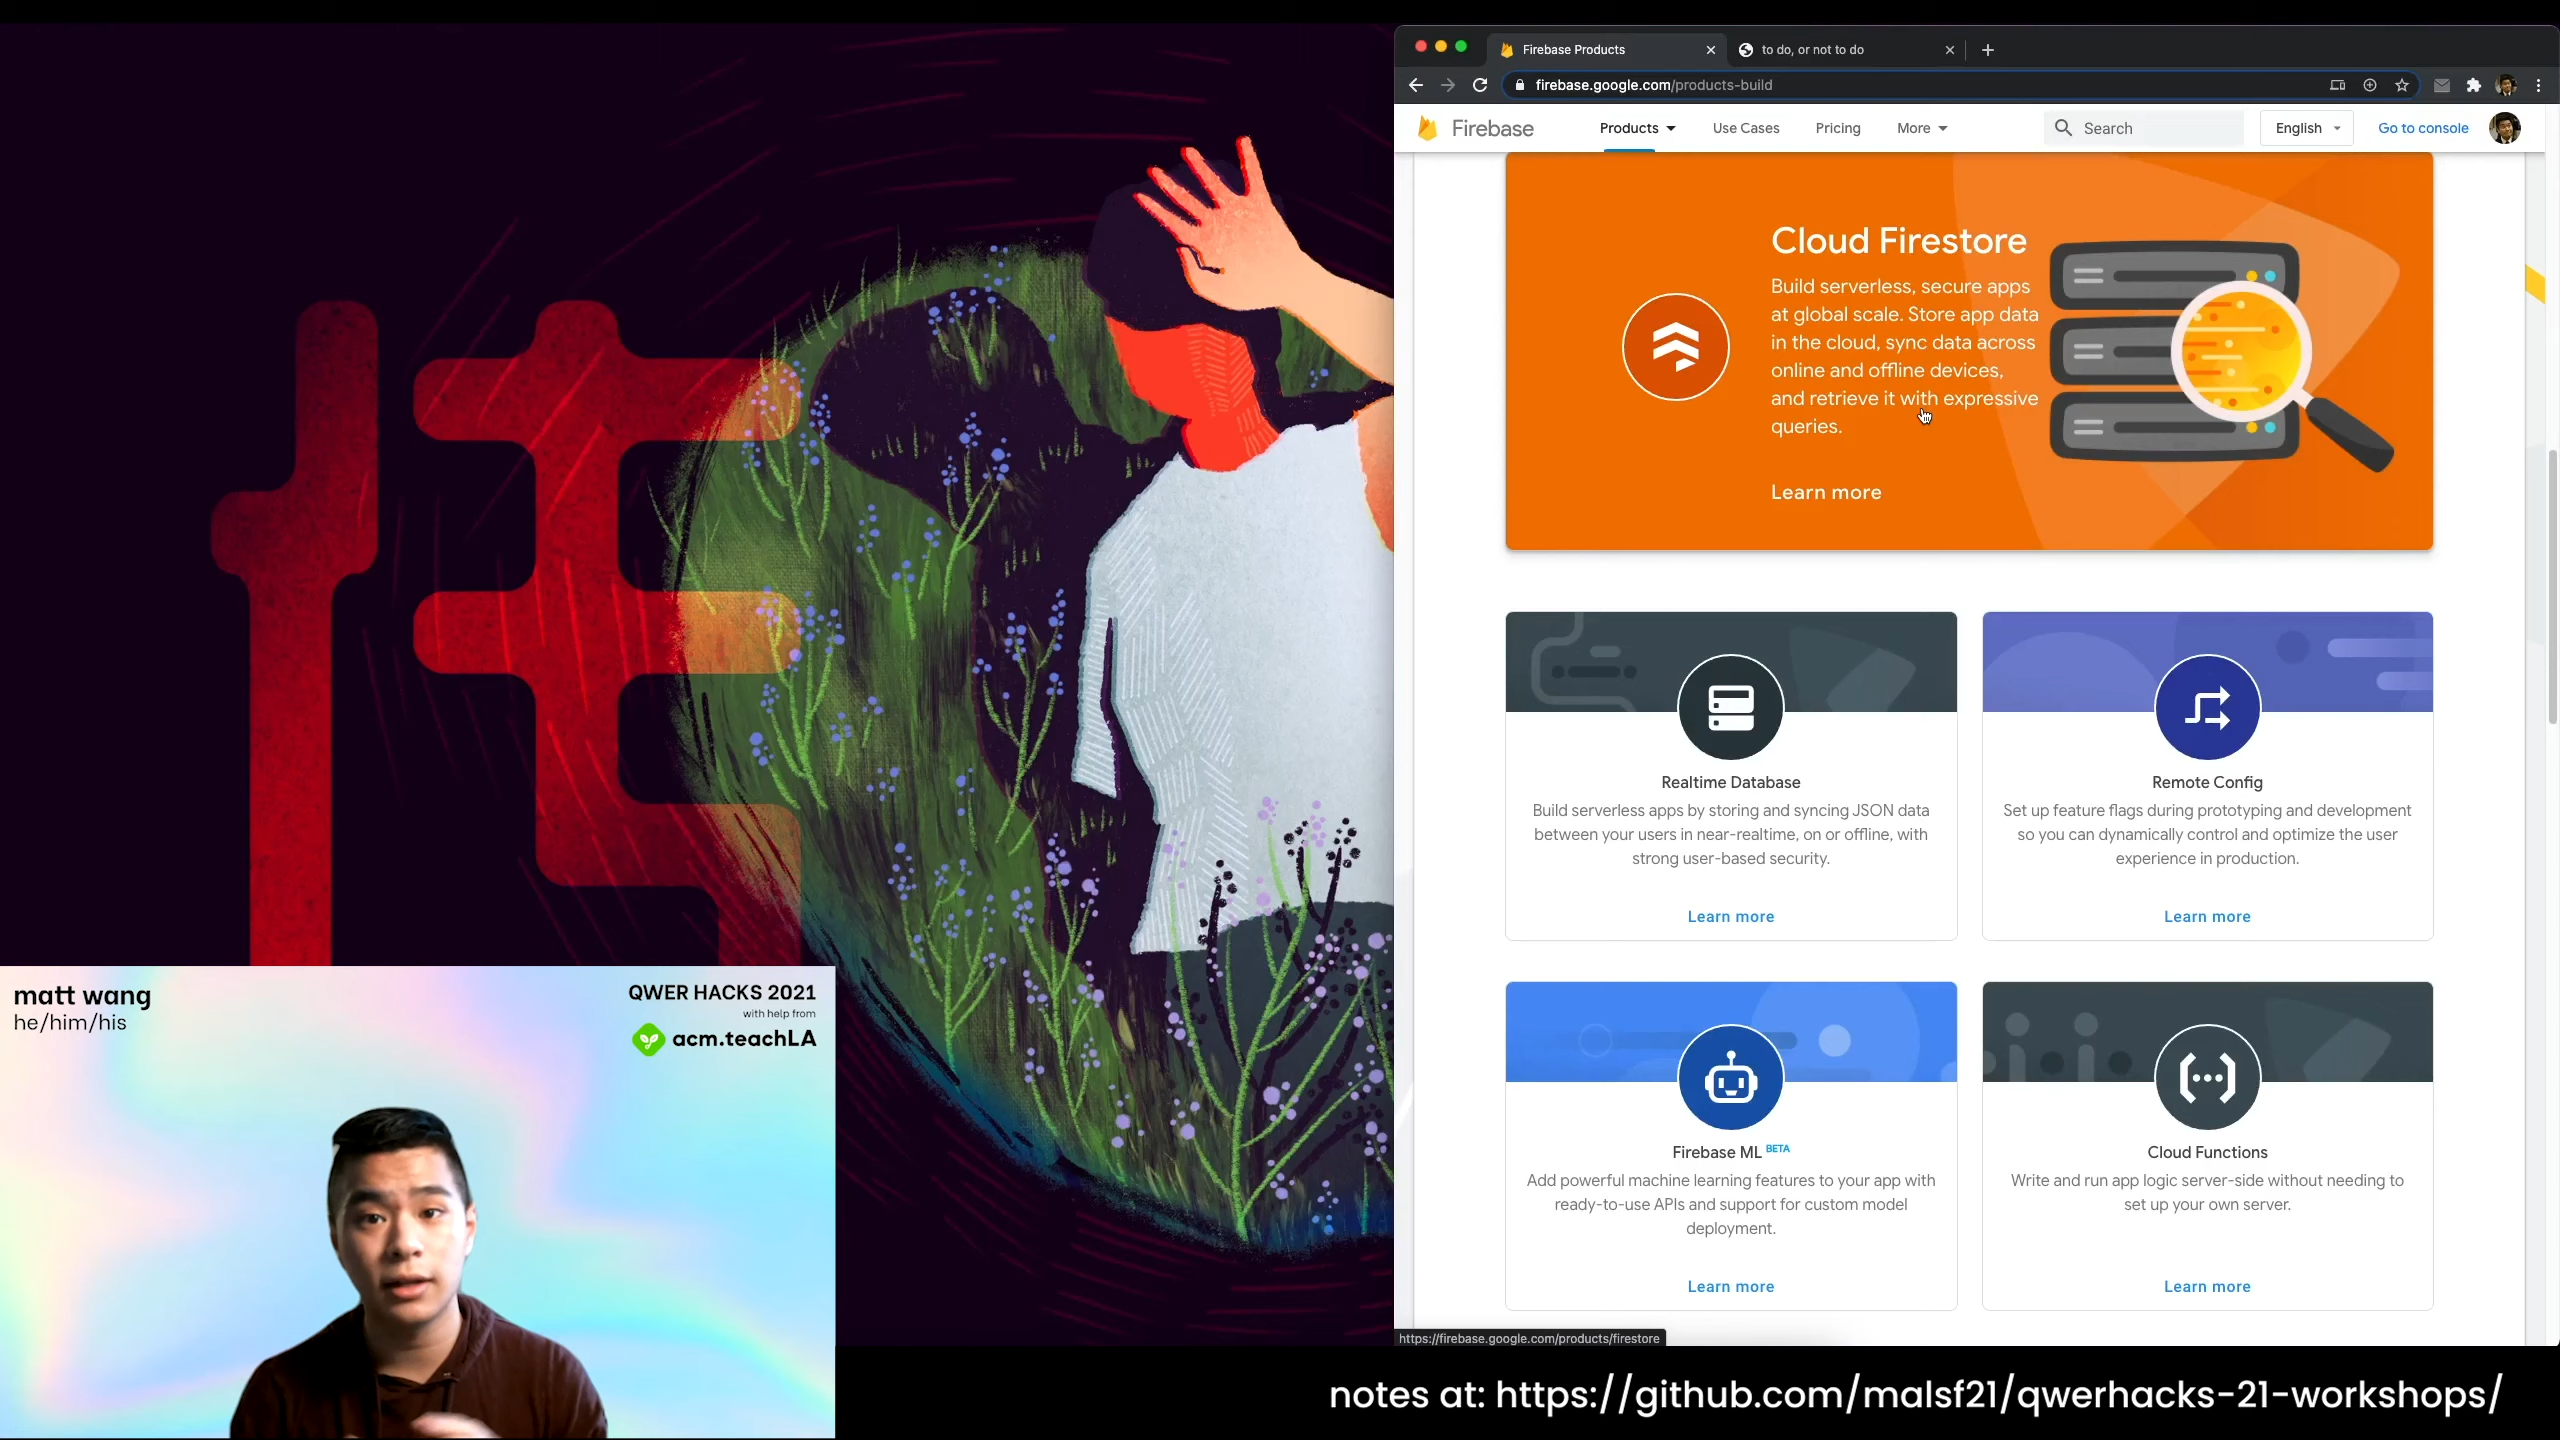 Firebase Products
to do, or not to do
firebase.google.com/products-build
Firebase
Products
Use Cases
Pricing
More
Search
English
Go to console
Cloud Firestore
Build serverless, secure apps
at global scale. Store app data
in the cloud, sync data across
online and offline devices,
and retrieve it with expressive
queries.
Learn more
Realtime Database
Build serverless apps by storing and syncing JSON data
between your users in near-realtime, on or offline, with
strong user-based security.
Learn more
Remote Config
Set up feature flags during prototyping and development
so you can dynamically control and optimize the user
experience in production.
Learn more
Firebase ML BETA
Add powerful machine learning features to your app with
ready-to-use APIs and support for custom model
deployment.
Learn more
Cloud Functions
Write and run app logic server-side without needing to
set up your own server.
Learn more
https://firebase.google.com/products/firestore
matt wang
he/him/his
QWER HACKS 2021
with help from
acm.teachLA
notes at: https://github.com/malsf21/qwerhacks-21-workshops/